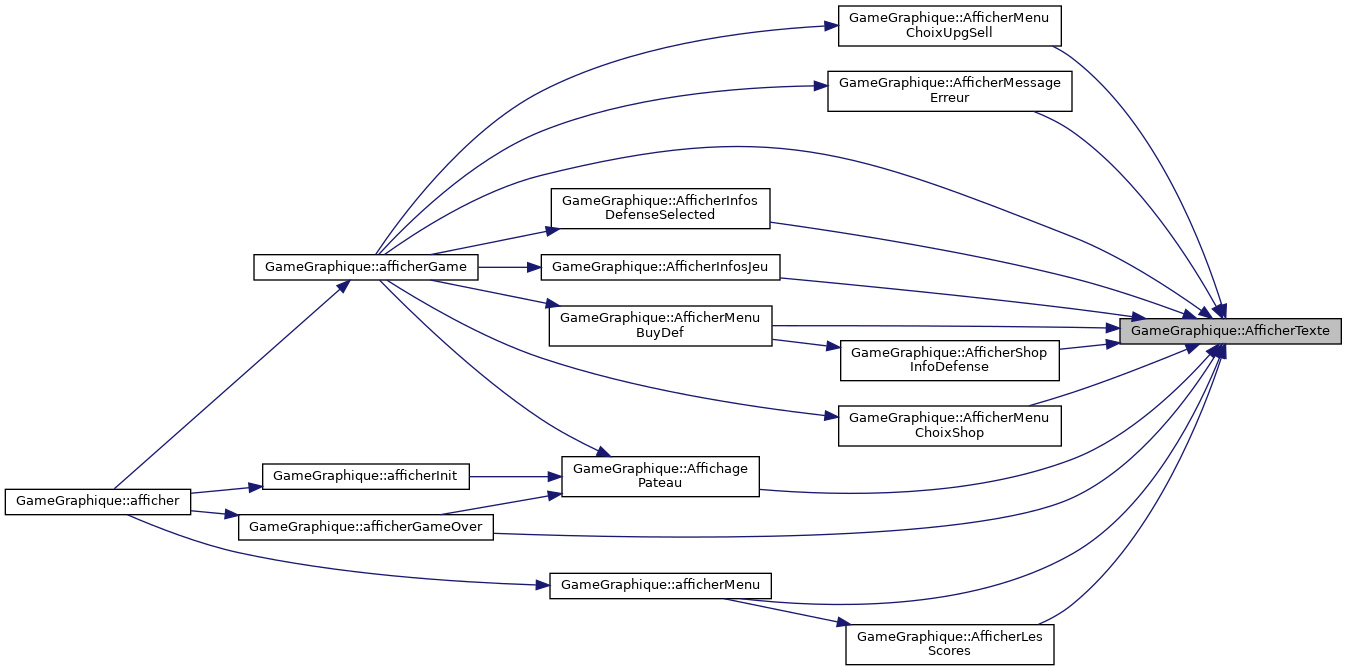 GameGraphique::AfficherMenu
ChoixUpgSell
GameGraphique::AfficherMessage
Erreur
GameGraphique::AfficherInfos
DefenseSelected
GameGraphique::afficherGame
GameGraphique::AfficherInfosJeu
GameGraphique::AfficherMenu
BuyDef
GameGraphique::AfficherTexte
GameGraphique::AfficherShop
InfoDefense
GameGraphique::AfficherMenu
ChoixShop
GameGraphique::Affichage
Pateau
GameGraphique::afficherInit
GameGraphique::afficher
GameGraphique::afficherGameOver
GameGraphique::afficherMenu
GameGraphique::AfficherLes
Scores